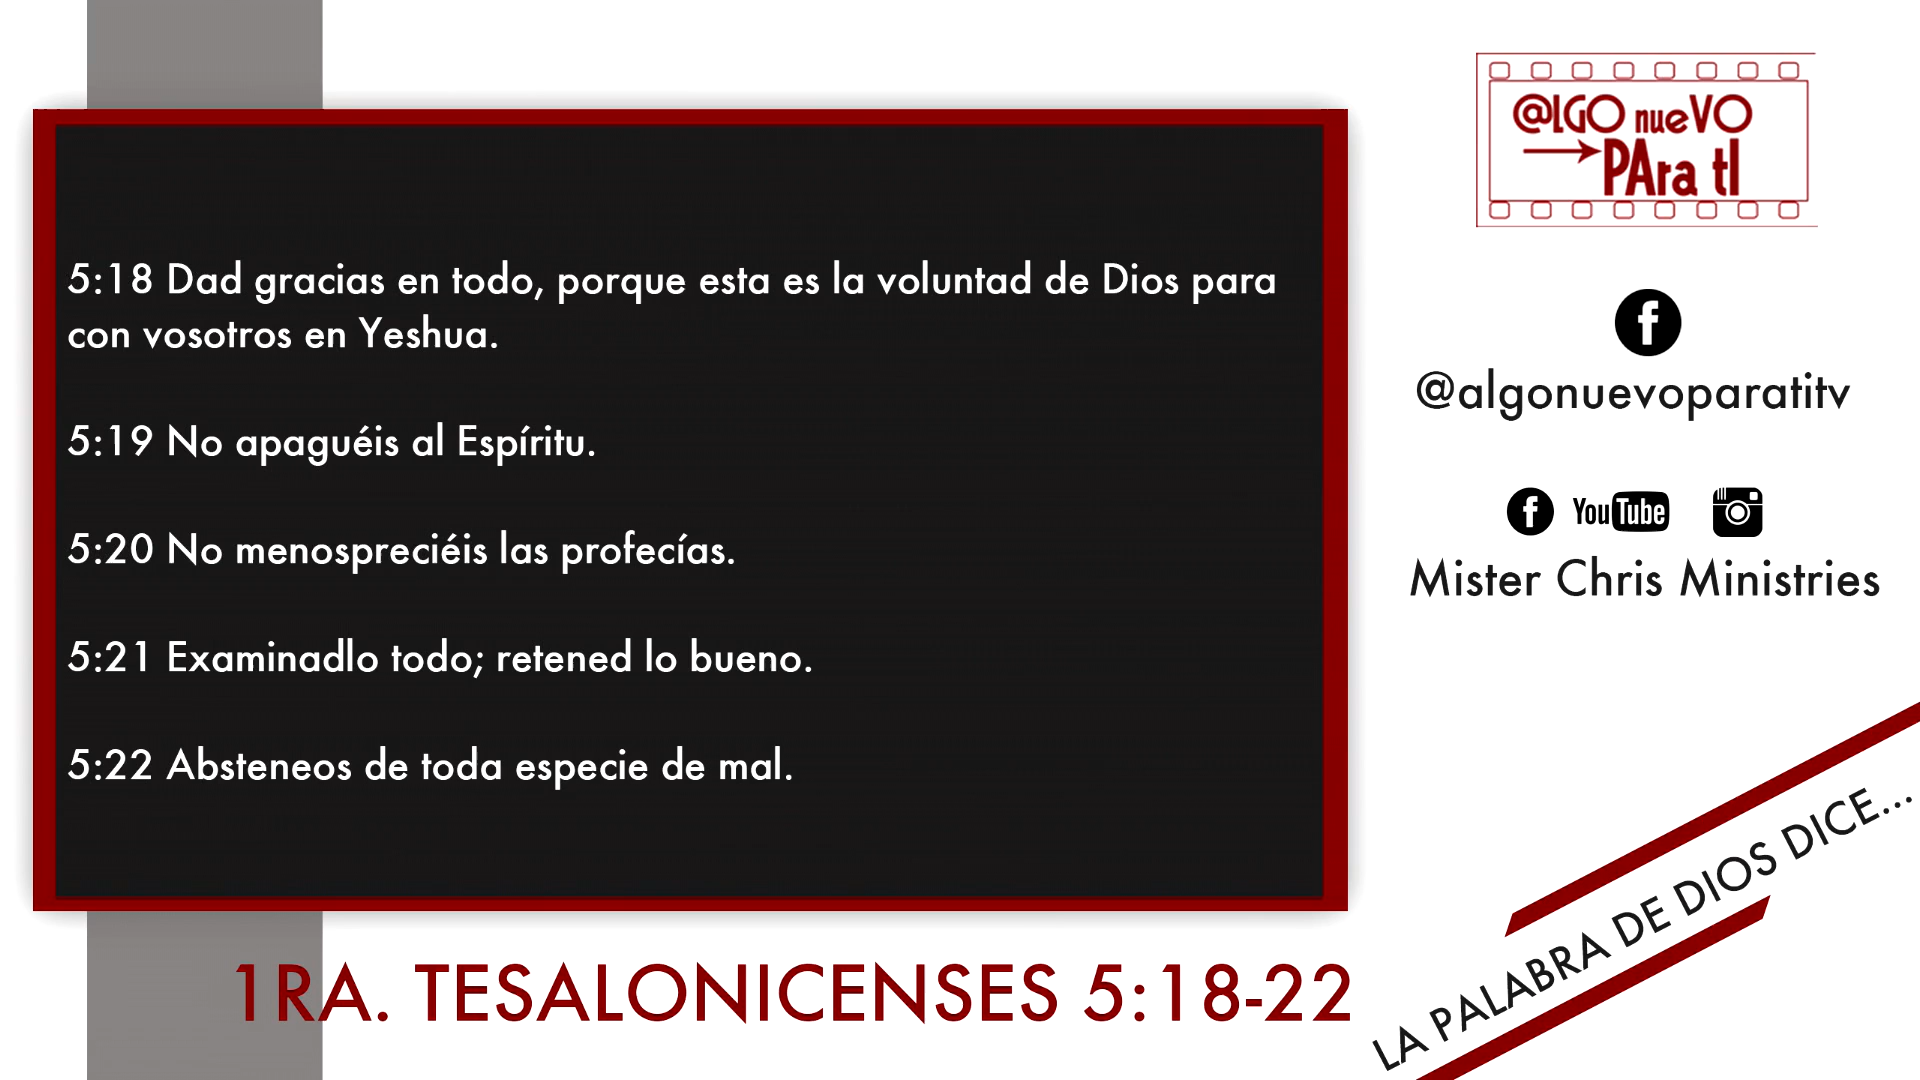 5:18 Dad gracias en todo, porque esta es la voluntad de Dios para
con vosotros en Yeshua.
5:19 No apaguéis al Espíritu.
5:20 No menospreciéis las profecías.
5:21 Examinadlo todo; retened lo bueno.
5:22 Absteneos de toda especie de mal.
1RA. TESALONICENSES 5:18-22
@LGO nueVO
PAra tI
@algonuevoparatitv
YouTube
Mister Chris Ministries
LA PALABRA DE DIOS DICE...